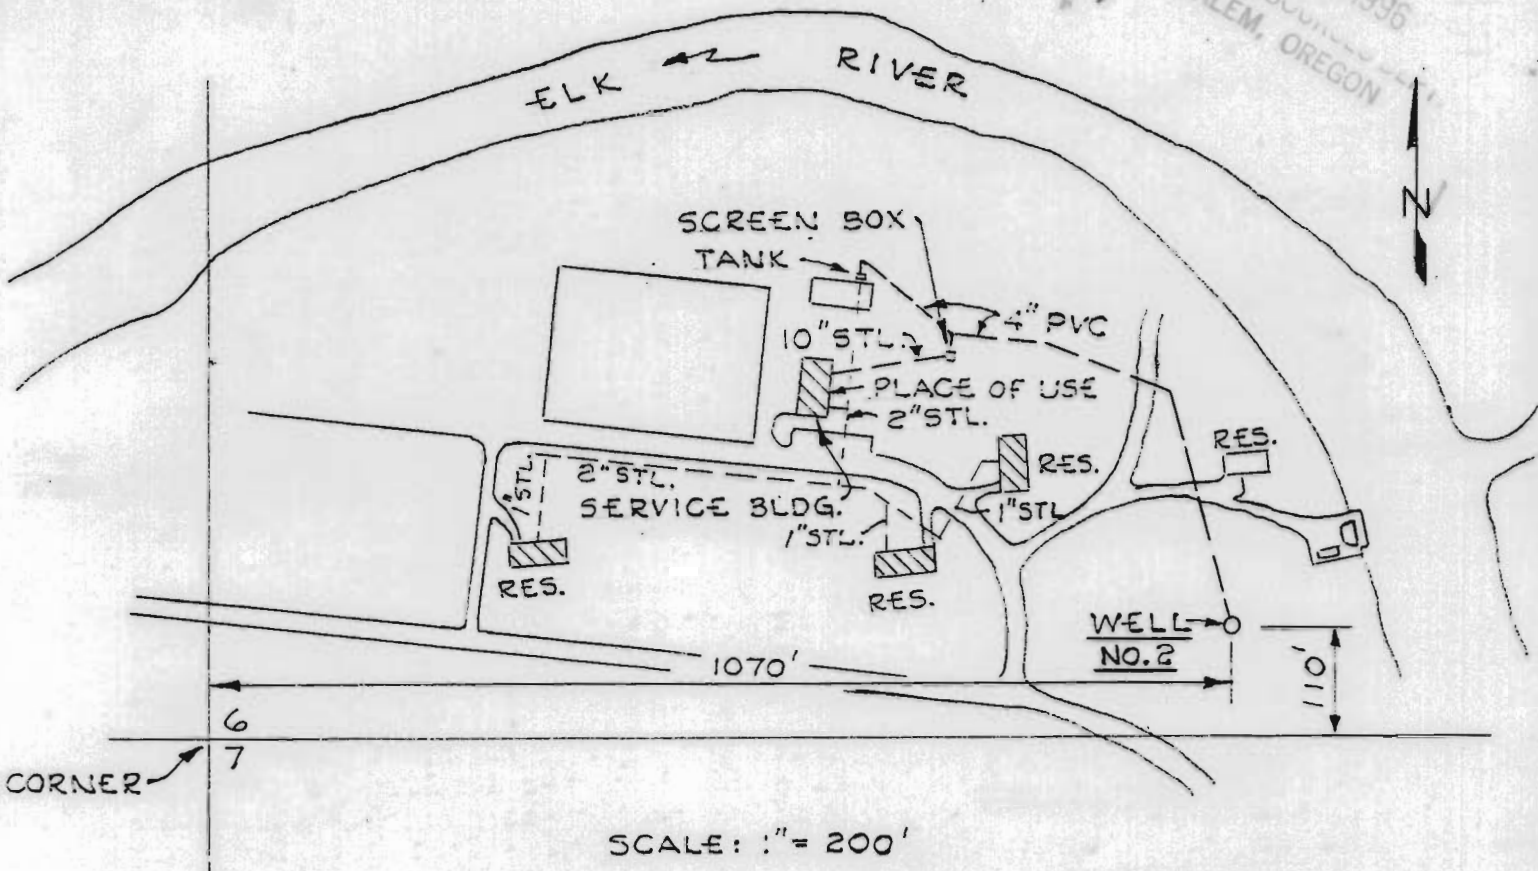 1996
SALEM, OREGON
ELK RIVER
N
SCREEN BOX
TANK
4" PVC
10" STL.
PLACE OF USE
2" STL.
RES.
RES.
1" STL.
2" STL.
SERVICE BLDG.
1" STL
1" STL.
RES.
RES.
WELL
NO. 2
1070'
110'
6
7
CORNER
SCALE: 1" = 200'